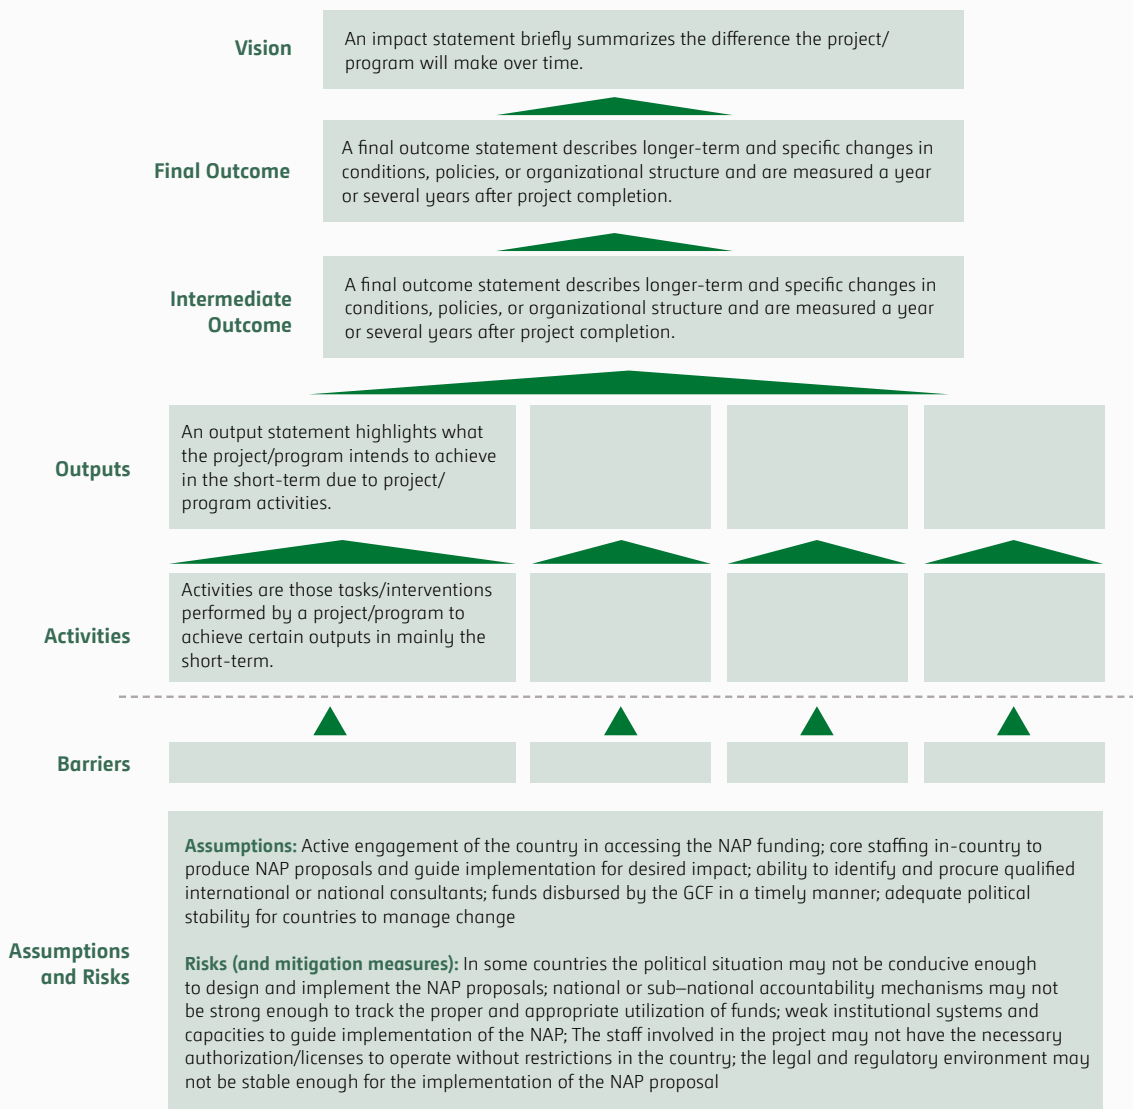 Vision
An impact statement briefly summarizes the difference the project/
program will make over time.
Final Outcome
A final outcome statement describes longer-term and specific changes in
conditions, policies, or organizational structure and are measured a year
or several years after project completion.
Intermediate
Outcome
A final outcome statement describes longer-term and specific changes in
conditions, policies, or organizational structure and are measured a year
or several years after project completion.
Outputs
An output statement highlights what
the project/program intends to achieve
in the short-term due to project/
program activities.
Activities
Activities are those tasks/interventions
performed by a project/program to
achieve certain outputs in mainly the
short-term.
Barriers
Assumptions
and Risks
Assumptions: Active engagement of the country in accessing the NAP funding; core staffing in-country to
produce NAP proposals and guide implementation for desired impact; ability to identify and procure qualified
international or national consultants; funds disbursed by the GCF in a timely manner; adequate political
stability for countries to manage change
Risks (and mitigation measures): In some countries the political situation may not be conducive enough
to design and implement the NAP proposals; national or sub–national accountability mechanisms may not
be strong enough to track the proper and appropriate utilization of funds; weak institutional systems and
capacities to guide implementation of the NAP; The staff involved in the project may not have the necessary
authorization/licenses to operate without restrictions in the country; the legal and regulatory environment may
not be stable enough for the implementation of the NAP proposal